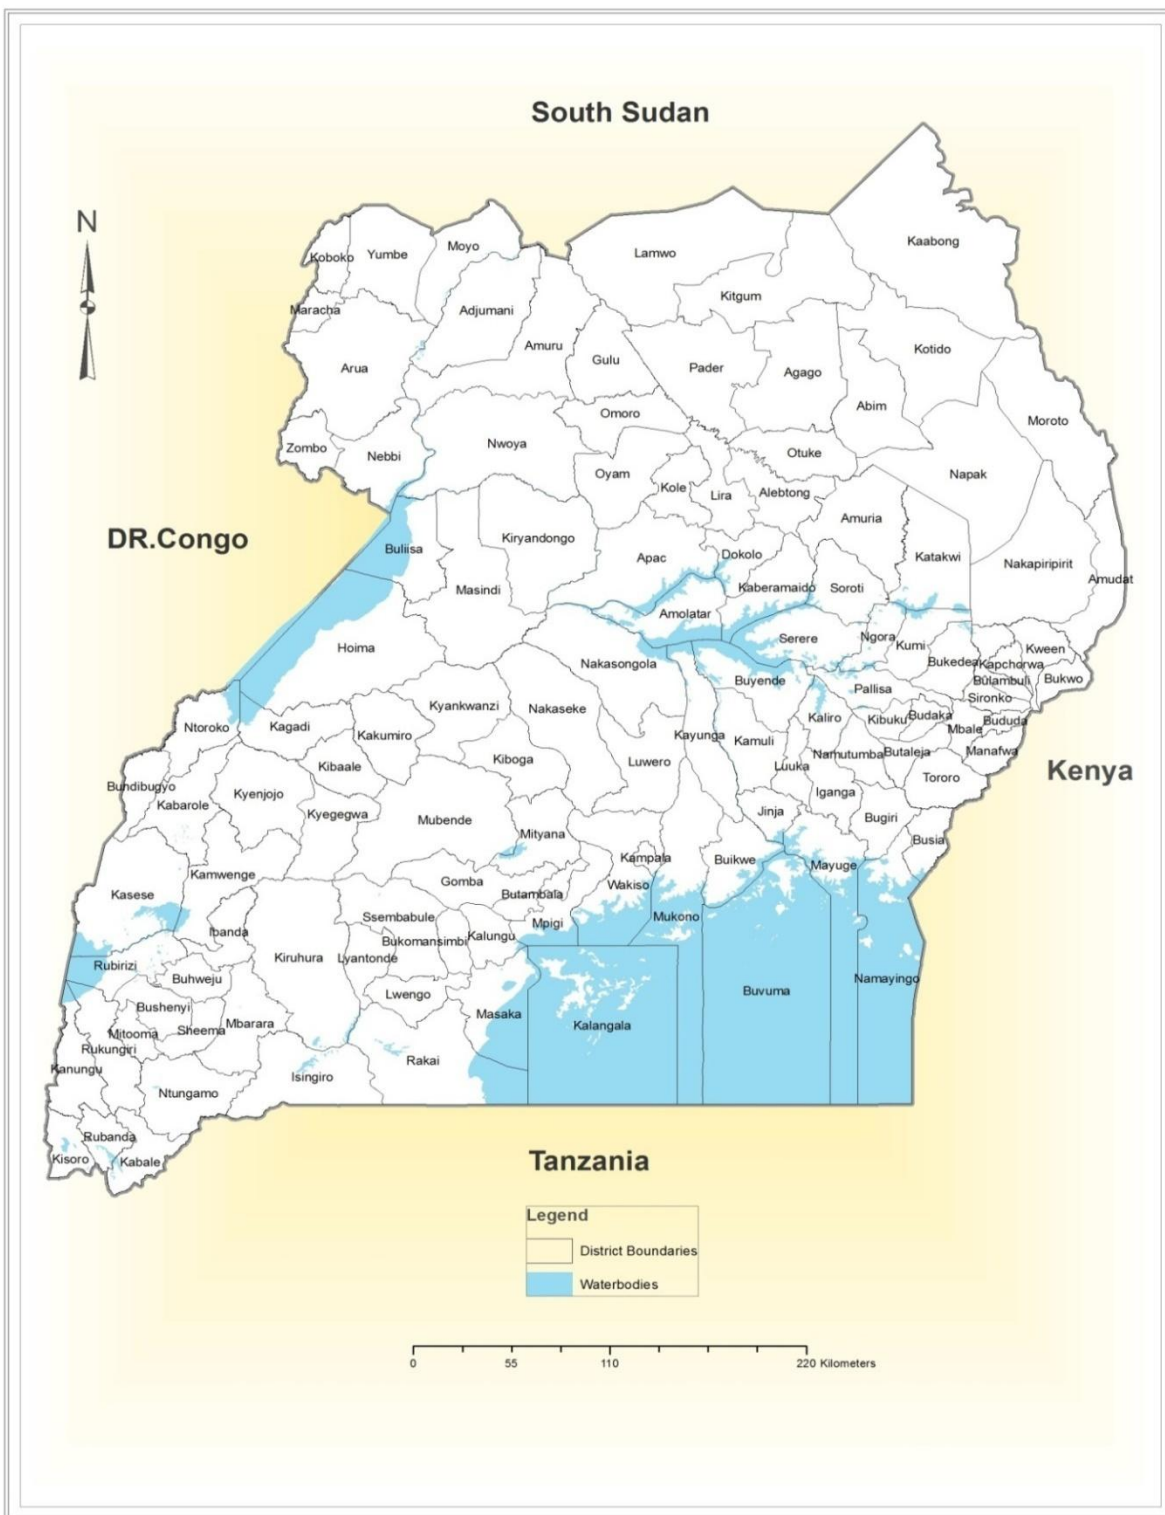 South Sudan
N
Kaabong
Moyo
Lamwo
Koboko
Yumbe
Kitgum
Maracha
Adjumani
Amuru
Kotido
Gulu
Arua
Pader
Agago
Abim
Omoro
Moroto
Nwoya
Zombo
Nebbi
Otuke
Oyam
Napak
Kole
Lira
Alebtong
Amuria
DR.Congo
Kiryandongo
Buliisa
Apac
Dokolo
Katakwi
Nakapiripirit
Amudat
Masindi
Kaberamaido
Soroti
Amolatar
Serere
Ngora
Kumi
Hoima
Kween
Nakasongola
Bukedea
Kapchorwa
Bukwo
Buyende
Bulambuli
Pallisa
Sironko
Kyankwanzi
Nakaseke
Ntoroko
Kagadi
Kaliro
Kibuku
Budaka
Bududa
Kakumiro
Kayunga
Kamuli
Mbale
Namutumba
Butaleja
Manafwa
Kiboga
Luwero
Kibaale
Luuka
Kenya
Tororo
Bundibugyo
Kabarole
Kyenjojo
Iganga
Kyegegwa
Mubende
Jinja
Bugiri
Mityana
Busia
Kampala
Buikwe
Mayuge
Kamwenge
Gomba
Wakiso
Kasese
Butambala
Ssembabule
Mukono
Mpigi
Ibanda
Kalungu
Bukomansimbi
Kiruhura
Lyantonde
Rubirizi
Buhweju
Namayingo
Buvuma
Lwengo
Bushenyi
Masaka
Mbarara
Kalangala
Mitooma
Sheema
Rukungiri
Rakai
Kanungu
Isingiro
Ntungamo
Rubanda
Kisoro
Kabale
Tanzania
Legend
District Boundaries
Waterbodies
0 55 110 220 Kilometers